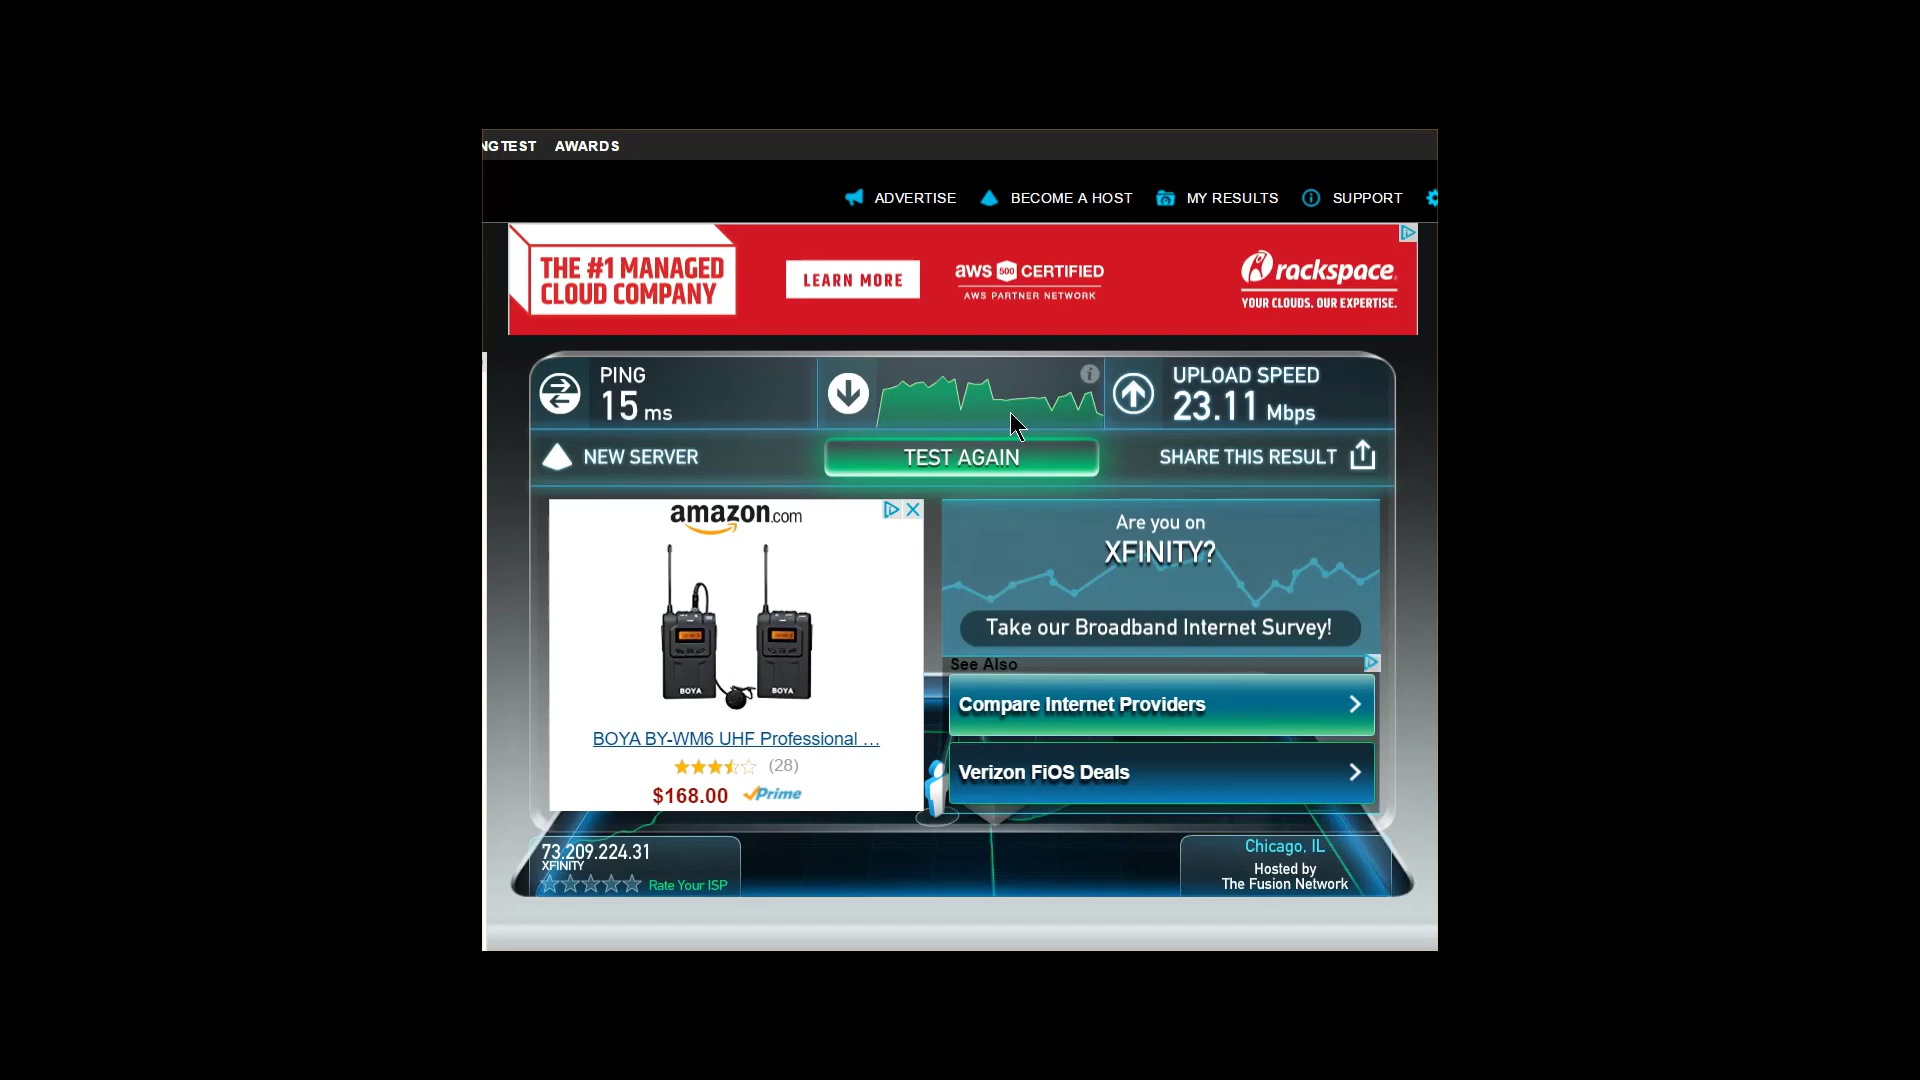 NGTEST AWARDS
ADVERTISE BECOME A HOST MY RESULTS SUPPORT
THE #1 MANAGED
CLOUD COMPANY
LEARN MORE
aws 500 CERTIFIED
AWS PARTNER NETWORK
rackspace.
YOUR CLOUDS. OUR EXPERTISE.
PING
15 ms
UPLOAD SPEED
23.11 Mbps
NEW SERVER
TEST AGAIN
SHARE THIS RESULT
amazon.com
BOYA
BOYA
BOYA BY-WM6 UHF Professional ...
(28)
$168.00 Prime
Are you on
XFINITY?
Take our Broadband Internet Survey!
See Also
Compare Internet Providers
Verizon FiOS Deals
73.209.224.31
XFINITY
Rate Your ISP
Chicago, IL
Hosted by
The Fusion Network